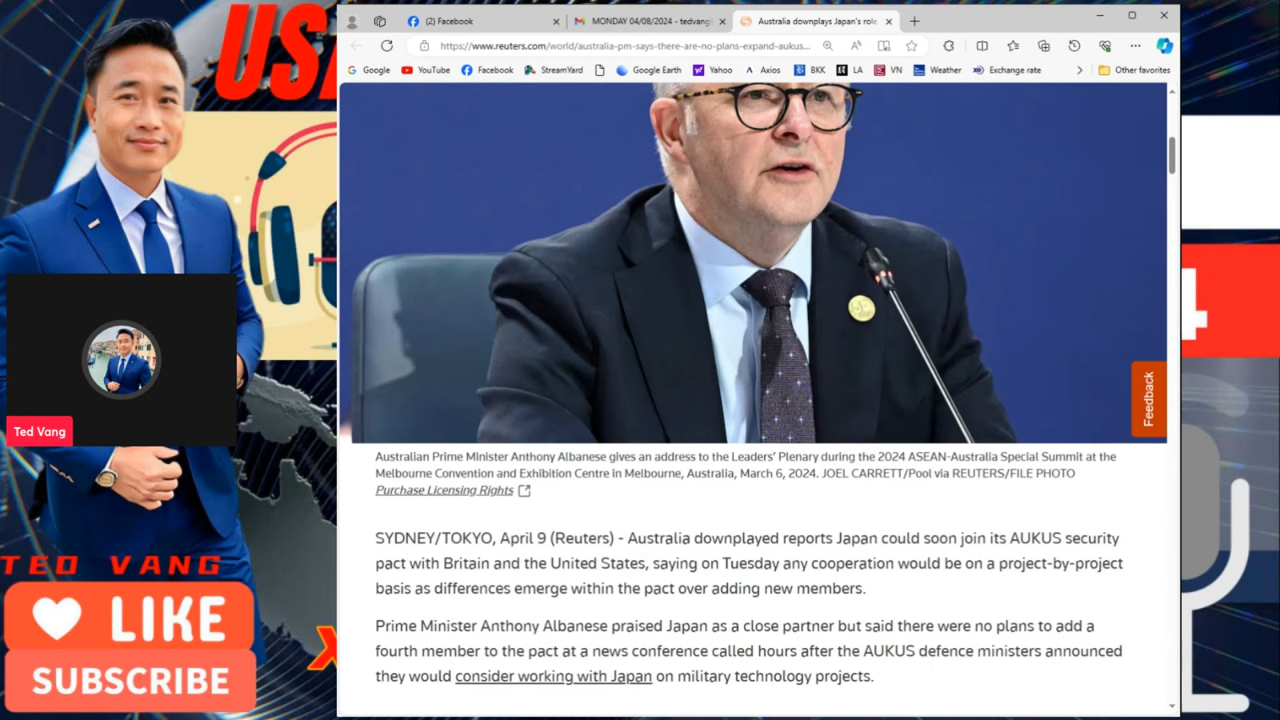 USA
(2) Facebook
MONDAY 04/08/2024 - tedvang
Australia downplays Japan's role
https://www.reuters.com/world/australia-pm-says-there-are-no-plans-expand-aukus...
Google
YouTube
Facebook
StreamYard
Google Earth
Yahoo
Axios
BKK
LA
VN
Weather
Exchange rate
Other favorites
Feedback
Ted Vang
Australian Prime Minister Anthony Albanese gives an address to the Leaders' Plenary during the 2024 ASEAN-Australia Special Summit at the
Melbourne Convention and Exhibition Centre in Melbourne, Australia, March 6, 2024. JOEL CARRETT/Pool via REUTERS/FILE PHOTO
Purchase Licensing Rights
SYDNEY/TOKYO, April 9 (Reuters) - Australia downplayed reports Japan could soon join its AUKUS security
pact with Britain and the United States, saying on Tuesday any cooperation would be on a project-by-project
basis as differences emerge within the pact over adding new members.
Prime Minister Anthony Albanese praised Japan as a close partner but said there were no plans to add a
fourth member to the pact at a news conference called hours after the AUKUS defence ministers announced
they would consider working with Japan on military technology projects.
TED VANG
LIKE
SUBSCRIBE
X
4